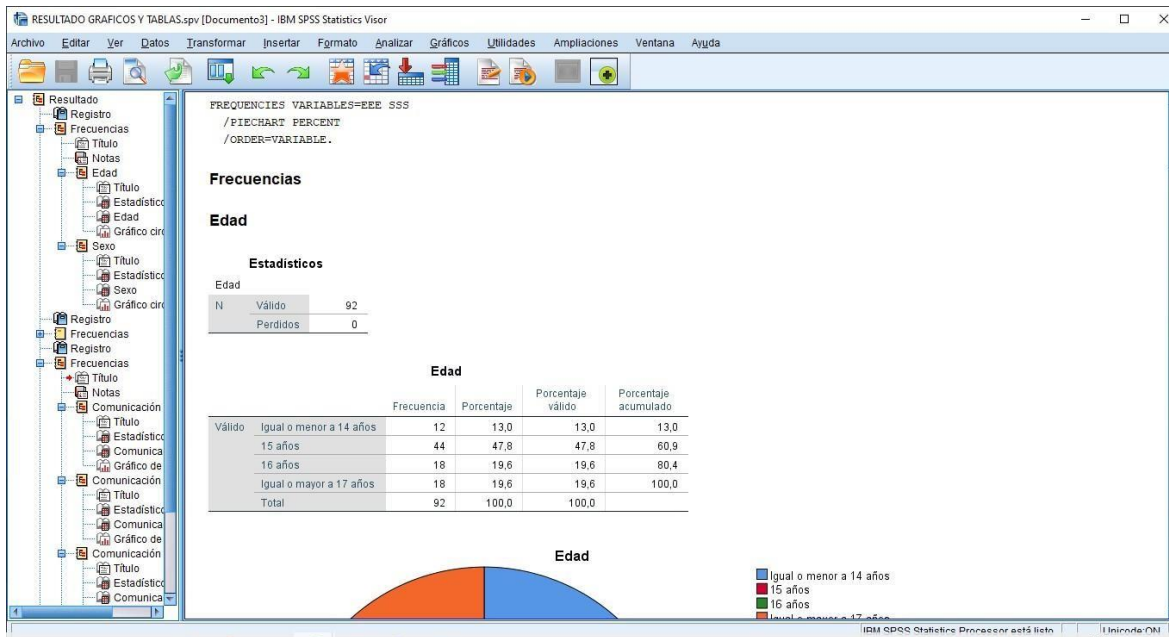 RESULTADO GRAFICOS Y TABLAS.spv [Documento3] - IBM SPSS Statistics Visor
Archivo Editar Ver Datos Transformar Insertar Formato Analizar Gráficos Utilidades Ampliaciones Ventana Ayuda
Resultado
Registro
Frecuencias
Título
Notas
Edad
Título
Estadístico
Edad
Gráfico circ
Sexo
Título
Estadístico
Sexo
Gráfico circ
Registro
Frecuencias
Registro
Frecuencias
Título
Notas
Comunicación
Título
Estadístico
Comunica
Gráfico de
Comunicación
Título
Estadístico
Comunica
Gráfico de
Comunicación
Título
Estadístico
Comunica
FREQUENCIES VARIABLES=EEE SSS
/PIECHART PERCENT
/ORDER=VARIABLE.
Frecuencias
Edad
Estadísticos
Edad
N Válido 92
Perdidos 0
Edad
Frecuencia Porcentaje Porcentaje válido Porcentaje acumulado
Válido Igual o menor a 14 años 12 13,0 13,0 13,0
15 años 44 47,8 47,8 60,9
16 años 18 19,6 19,6 80,4
Igual o mayor a 17 años 18 19,6 19,6 100,0
Total 92 100,0 100,0
Edad
Igual o menor a 14 años
15 años
16 años
Igual o mayor a 17 años
IBM SPSS Statistics Processor está listo Unicode:ON